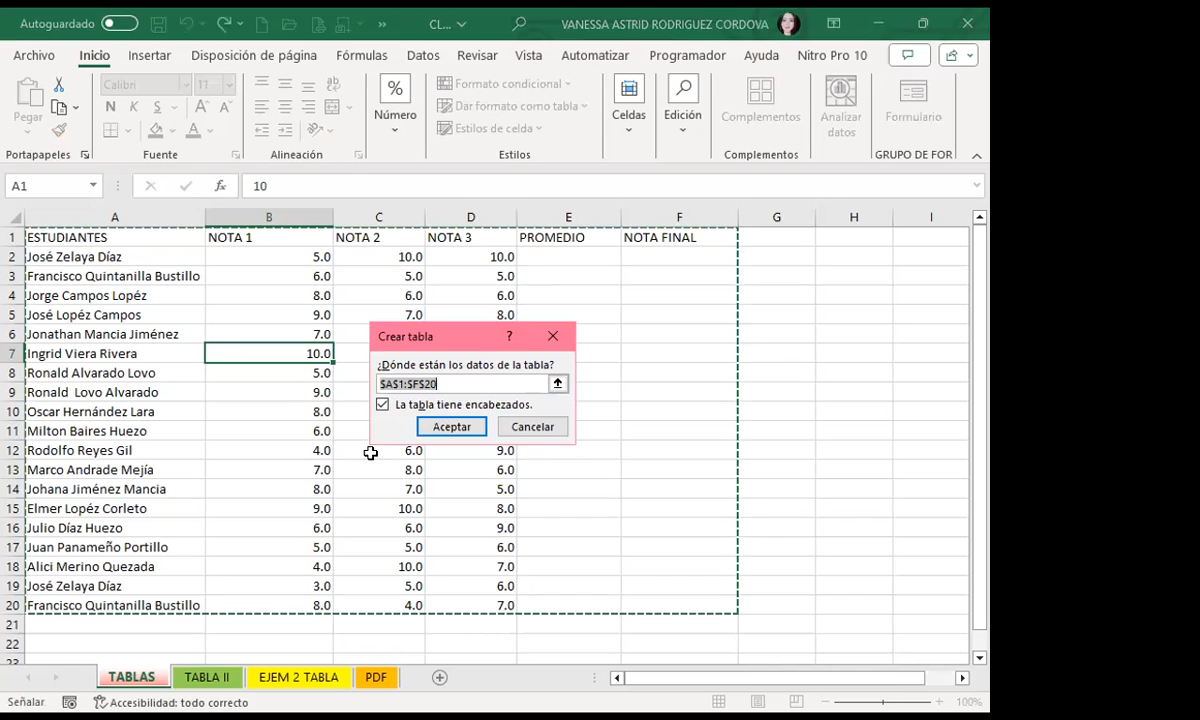 Autoguardado CL... VANESSA ASTRID RODRIGUEZ CORDOVA
Archivo Inicio Insertar Disposición de página Fórmulas Datos Revisar Vista Automatizar Programador Ayuda Nitro Pro 10
Pegar
Calibri 11
N K S A A
Número
Formato condicional
Dar formato como tabla
Estilos de celda
Celdas
Edición
Complementos
Analizar datos
Formulario
Portapapeles Fuente Alineación Estilos Complementos GRUPO DE FOR
A1 fx 10
A B C D E F G H I
1 ESTUDIANTES NOTA 1 NOTA 2 NOTA 3 PROMEDIO NOTA FINAL
2 José Zelaya Díaz 5.0 10.0 10.0
3 Francisco Quintanilla Bustillo 6.0 5.0 5.0
4 Jorge Campos Lopéz 8.0 6.0 6.0
5 José Lopéz Campos 9.0 7.0 8.0
6 Jonathan Mancia Jiménez 7.0
7 Ingrid Viera Rivera 10.0
8 Ronald Alvarado Lovo 5.0
9 Ronald  Lovo Alvarado 9.0
10 Oscar Hernández Lara 8.0
11 Milton Baires Huezo 6.0
12 Rodolfo Reyes Gil 4.0 6.0 9.0
13 Marco Andrade Mejía 7.0 8.0 6.0
14 Johana Jiménez Mancia 8.0 7.0 5.0
15 Elmer Lopéz Corleto 9.0 10.0 8.0
16 Julio Díaz Huezo 6.0 6.0 9.0
17 Juan Panameño Portillo 5.0 5.0 6.0
18 Alici Merino Quezada 4.0 10.0 7.0
19 José Zelaya Díaz 3.0 5.0 6.0
20 Francisco Quintanilla Bustillo 8.0 4.0 7.0
21
22
23
Crear tabla ?
¿Dónde están los datos de la tabla?
$A$1:$F$20
La tabla tiene encabezados.
Aceptar Cancelar
TABLAS TABLA II EJEM 2 TABLA PDF
Señalar Accesibilidad: todo correcto 100%